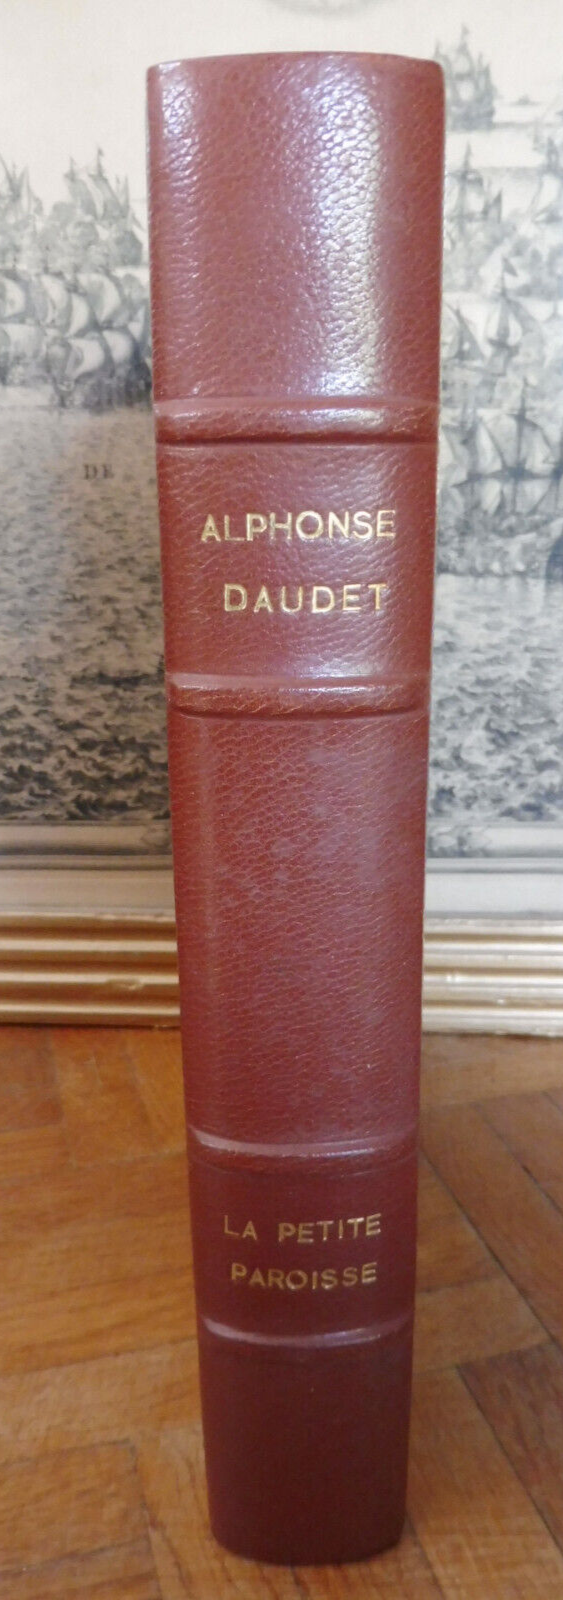 DE
ALPHONSE
DAUDET
LA PETITE
PAROISSE